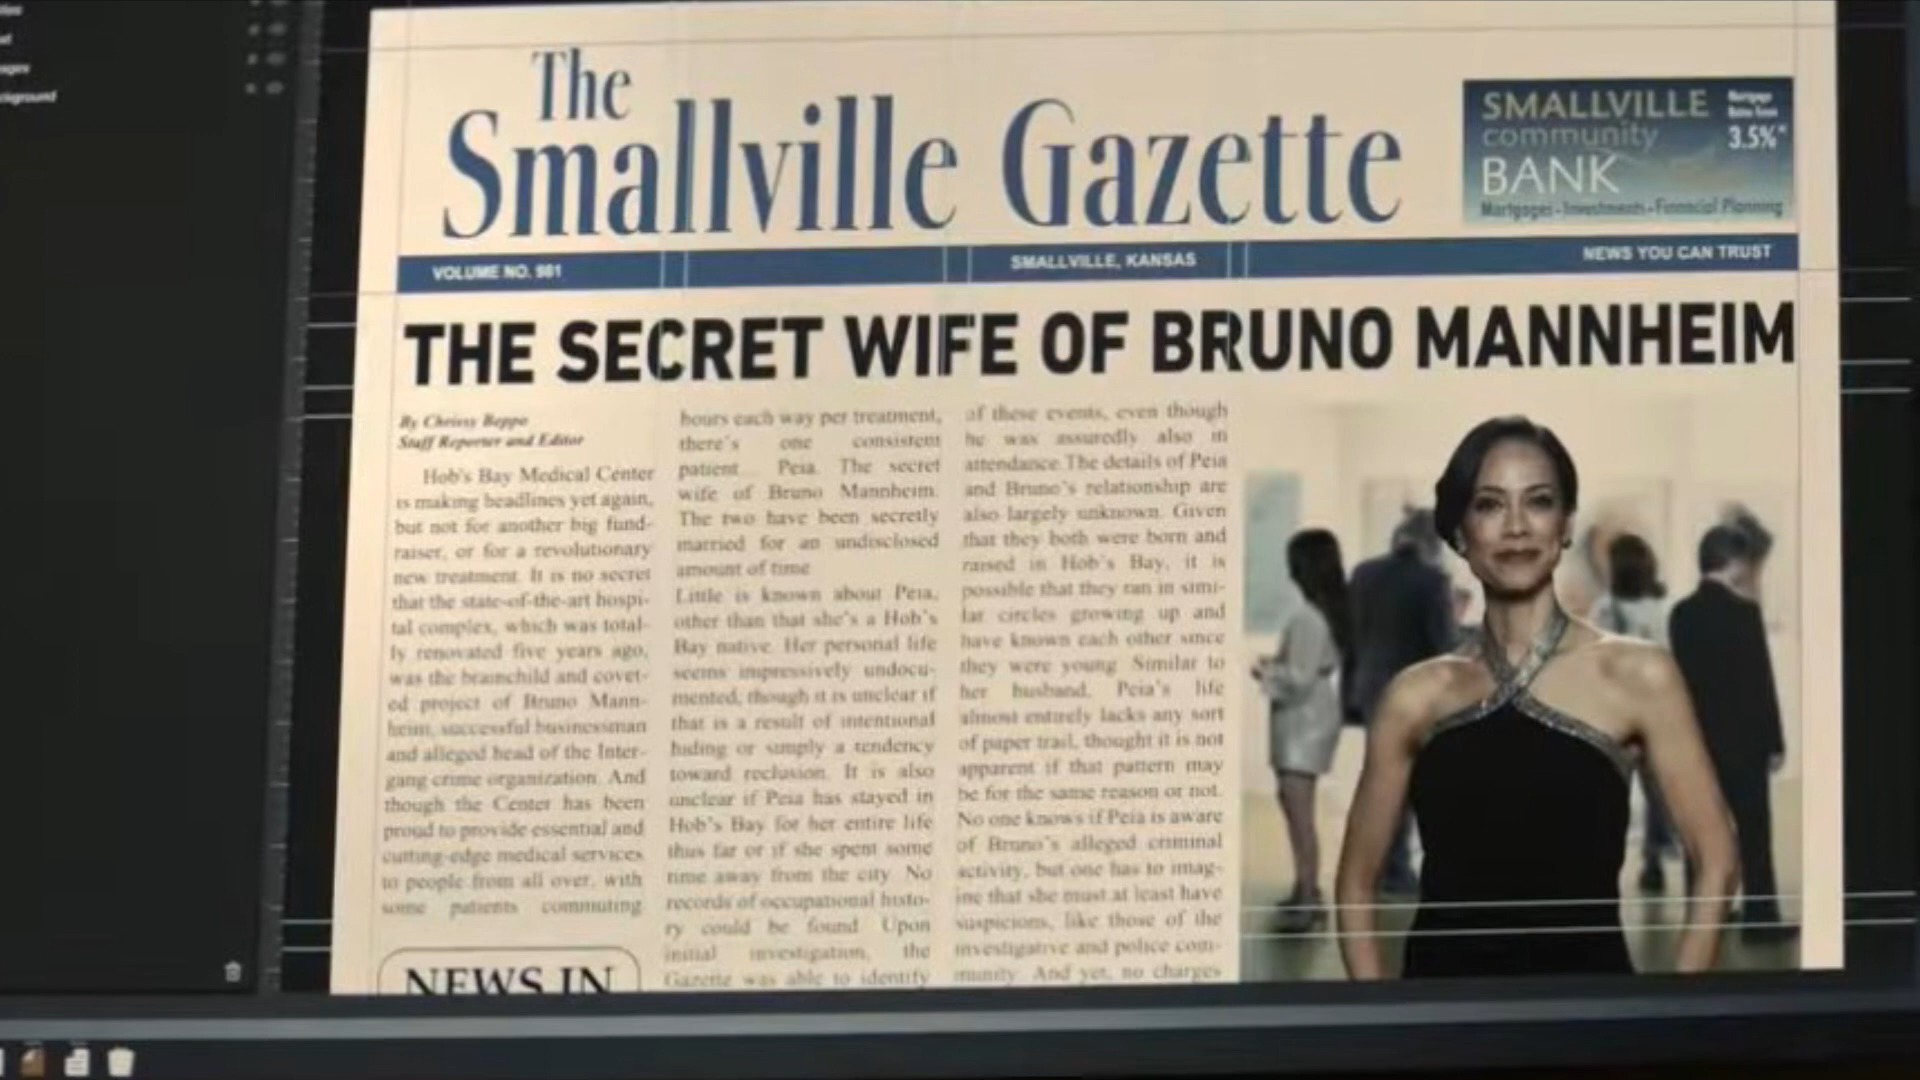 The
Smallville Gazette
SMALLVILLE
community
BANK
3.5%*
Mortgages - Investments - Financial Planning
VOLUME NO. 981
SMALLVILLE, KANSAS
NEWS YOU CAN TRUST
THE SECRET WIFE OF BRUNO MANNHEIM
By Chrissy Beppo
Staff Reporter and Editor
Hob's Bay Medical Center
is making headlines yet again,
but not for another big fund-
raiser, or for a revolutionary
new treatment. It is no secret
that the state-of-the-art hospi-
tal complex, which was total-
ly renovated five years ago,
was the brainchild and covet-
ed project of Bruno Mann-
heim, successful businessman
and alleged head of the Inter-
gang crime organization. And
though the Center has been
proud to provide essential and
cutting-edge medical services
to people from all over, with
some patients commuting
NEWS IN
hours each way per treatment,
there's one consistent
patient... Peia. The secret
wife of Bruno Mannheim.
The two have been secretly
married for an undisclosed
amount of time
Little is known about Peia,
other than that she's a Hob's
Bay native. Her personal life
seems impressively undocu-
mented, though it is unclear if
that is a result of intentional
hiding or simply a tendency
toward reclusion. It is also
unclear if Peia has stayed in
Hob's Bay for her entire life
thus far or if she spent some
time away from the city. No
records of occupational histo-
ry could be found. Upon
initial investigation, the
Gazette was able to identify
of these events, even though
he was assuredly also in
attendance.The details of Peia
and Bruno's relationship are
also largely unknown. Given
that they both were born and
raised in Hob's Bay, it is
possible that they ran in simi-
lar circles growing up and
have known each other since
they were young. Similar to
her husband, Peia's life
almost entirely lacks any sort
of paper trail, thought it is not
apparent if that pattern may
be for the same reason or not.
No one knows if Peia is aware
of Bruno's alleged criminal
activity, but one has to imag-
ine that she must at least have
suspicions, like those of the
investigative and police com-
munity. And yet, no charges